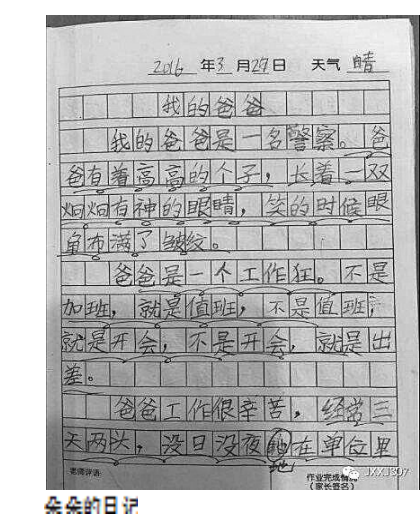 2016 年 3 月 29 日 天气 晴
我的爸爸
我的爸爸是一名警察。爸
爸有着高高的个子，长着一双
炯炯有神的眼睛，笑的时候眼
角布满了皱纹。
爸爸是一个工作狂。不是
加班，就是值班，不是值班，
就是开会，不是开会，就是出
差。
爸爸工作很辛苦，经常三
天两头，没日没夜地在单位里
地
老师评语：
作业完成情况
（家长签名）
JXXJ307
朵朵的日记